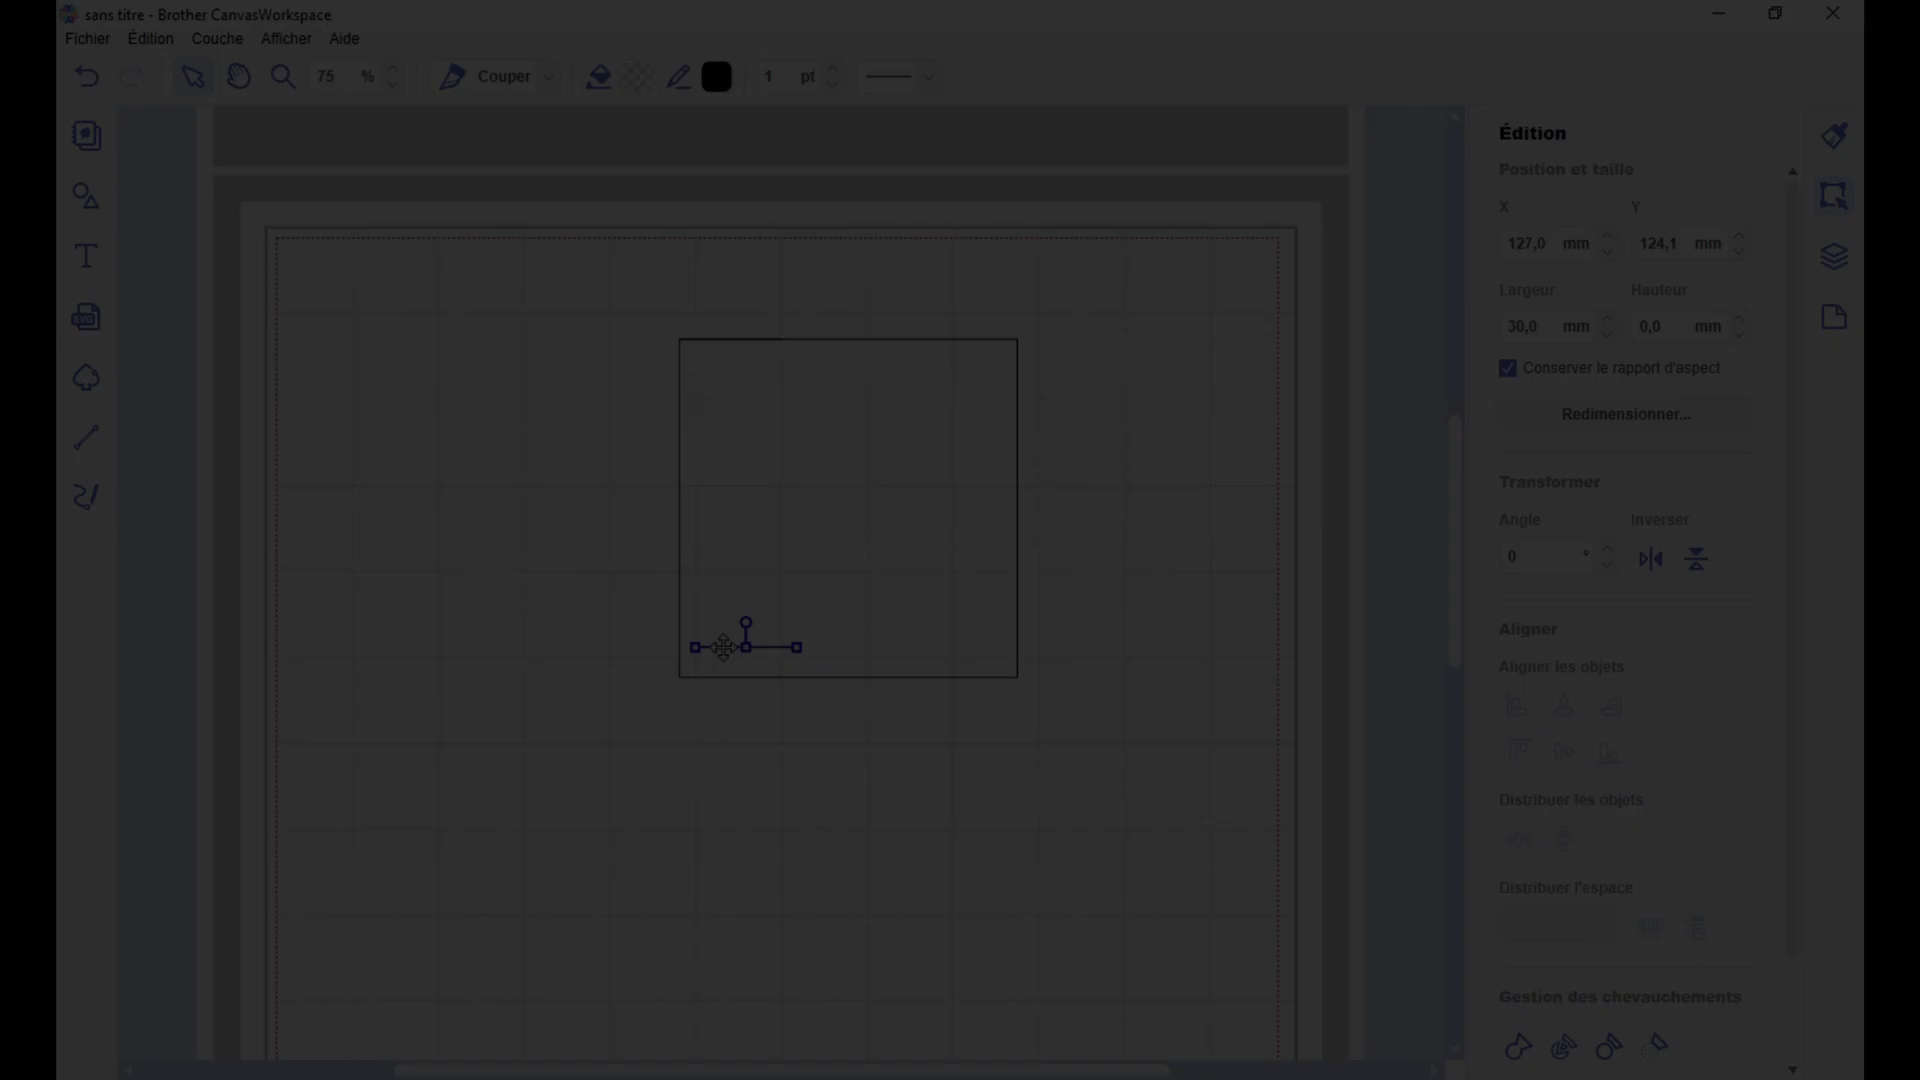 sans titre - Brother CanvasWorkspace
Fichier Édition Couche Afficher Aide
75 % Couper 1 pt
Édition
Position et taille
X Y
127,0 mm 124,1 mm
Largeur Hauteur
30,0 mm 0,0 mm
Conserver le rapport d'aspect
Redimensionner...
Transformer
Angle Inverser
0 °
Aligner
Aligner les objets
Distribuer les objets
Distribuer l'espace
Gestion des chevauchements
T
SVG